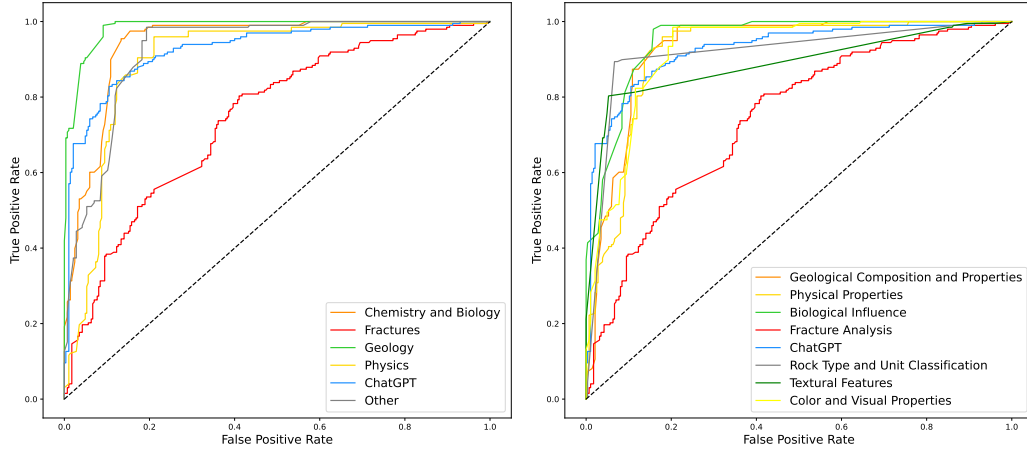 1.0
0.8
0.6
0.4
0.2
0.0
True Positive Rate
0.0 0.2 0.4 0.6 0.8 1.0
False Positive Rate
Chemistry and Biology
Fractures
Geology
Physics
ChatGPT
Other
1.0
0.8
0.6
0.4
0.2
0.0
True Positive Rate
0.0 0.2 0.4 0.6 0.8 1.0
False Positive Rate
Geological Composition and Properties
Physical Properties
Biological Influence
Fracture Analysis
ChatGPT
Rock Type and Unit Classification
Textural Features
Color and Visual Properties